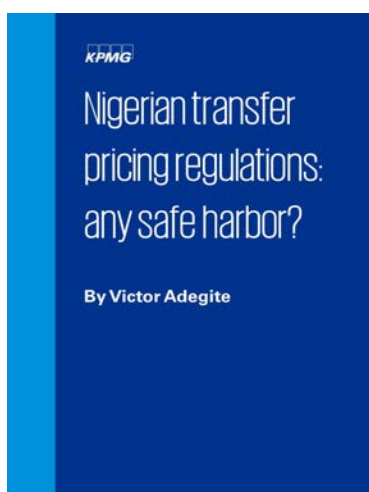 KPMG
Nigerian transfer
pricing regulations:
any safe harbor?
By Victor Adegite